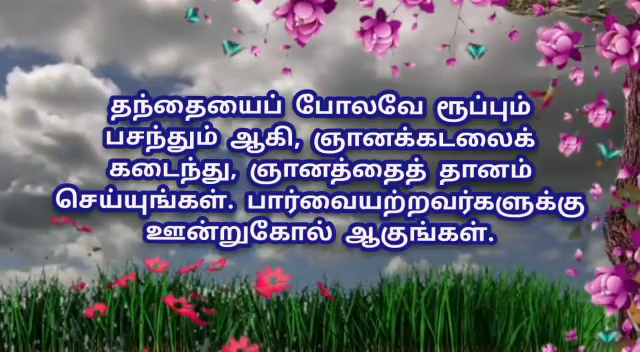 தந்தையைப் போலவே ரூப்பும்
பசந்தும் ஆகி, ஞானக்கடலைக்
கடைந்து, ஞானத்தைத் தானம்
செய்யுங்கள். பார்வையற்றவர்களுக்கு
ஊன்றுகோல் ஆகுங்கள்.